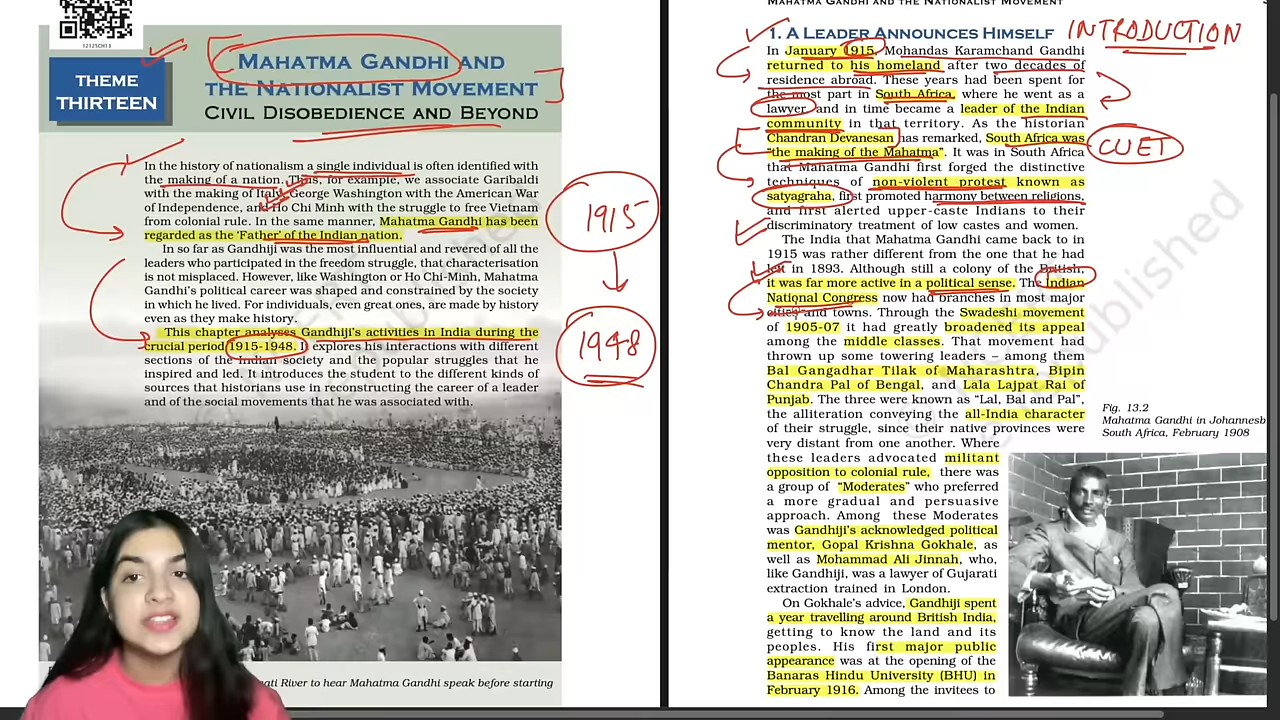 12125CH13
THEME
THIRTEEN
MAHATMA GANDHI AND
THE NATIONALIST MOVEMENT
CIVIL DISOBEDIENCE AND BEYOND
In the history of nationalism a single individual is often identified with
the making of a nation. Thus, for example, we associate Garibaldi
with the making of Italy, George Washington with the American War
of Independence, and Ho Chi Minh with the struggle to free Vietnam
from colonial rule. In the same manner, Mahatma Gandhi has been
regarded as the ‘Father’ of the Indian nation.
In so far as Gandhiji was the most influential and revered of all the
leaders who participated in the freedom struggle, that characterisation
is not misplaced. However, like Washington or Ho Chi-Minh, Mahatma
Gandhi’s political career was shaped and constrained by the society
in which he lived. For individuals, even great ones, are made by history
even as they make history.
This chapter analyses Gandhiji’s activities in India during the
crucial period 1915-1948. It explores his interactions with different
sections of the Indian society and the popular struggles that he
inspired and led. It introduces the student to the different kinds of
sources that historians use in reconstructing the career of a leader
and of the social movements that he was associated with.
1915
1948
ati River to hear Mahatma Gandhi speak before starting
MAHATMA GANDHI AND THE NATIONALIST MOVEMENT
1. A LEADER ANNOUNCES HIMSELF
INTRODUCTION
In January 1915, Mohandas Karamchand Gandhi
returned to his homeland after two decades of
residence abroad. These years had been spent for
the most part in South Africa, where he went as a
lawyer, and in time became a leader of the Indian
community in that territory. As the historian
Chandran Devanesan has remarked, South Africa was
“the making of the Mahatma”. It was in South Africa
that Mahatma Gandhi first forged the distinctive
techniques of non-violent protest known as
satyagraha, first promoted harmony between religions,
and first alerted upper-caste Indians to their
discriminatory treatment of low castes and women.
CUET
The India that Mahatma Gandhi came back to in
1915 was rather different from the one that he had
left in 1893. Although still a colony of the British,
it was far more active in a political sense. The Indian
National Congress now had branches in most major
cities and towns. Through the Swadeshi movement
of 1905-07 it had greatly broadened its appeal
among the middle classes. That movement had
thrown up some towering leaders – among them
Bal Gangadhar Tilak of Maharashtra, Bipin
Chandra Pal of Bengal, and Lala Lajpat Rai of
Punjab. The three were known as “Lal, Bal and Pal”,
the alliteration conveying the all-India character
of their struggle, since their native provinces were
very distant from one another. Where
these leaders advocated militant
opposition to colonial rule, there was
a group of “Moderates” who preferred
a more gradual and persuasive
approach. Among these Moderates
was Gandhiji’s acknowledged political
mentor, Gopal Krishna Gokhale, as
well as Mohammad Ali Jinnah, who,
like Gandhiji, was a lawyer of Gujarati
extraction trained in London.
On Gokhale’s advice, Gandhiji spent
a year travelling around British India,
getting to know the land and its
peoples. His first major public
appearance was at the opening of the
Banaras Hindu University (BHU) in
February 1916. Among the invitees to
Fig. 13.2
Mahatma Gandhi in Johannesb
South Africa, February 1908